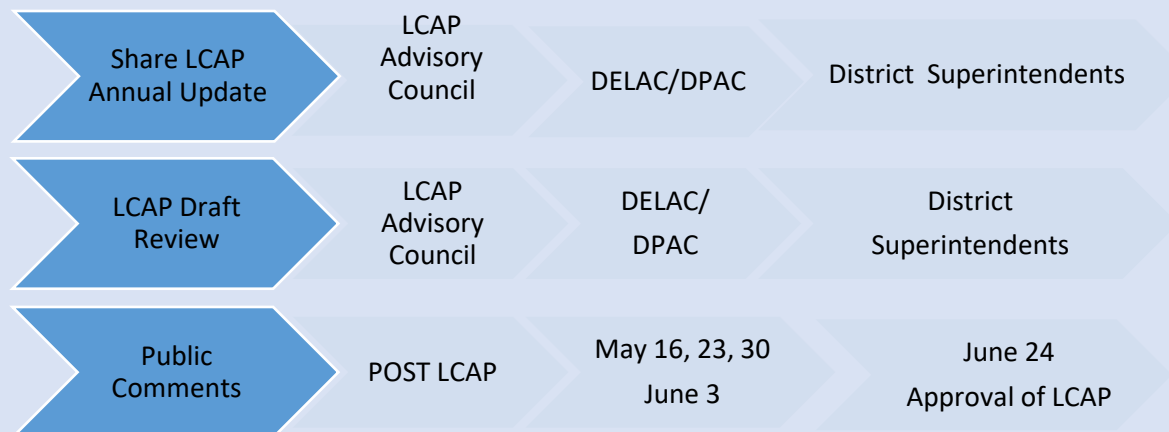 Share LCAP
Annual Update
LCAP
Advisory
Council
DELAC/DPAC
District Superintendents
LCAP Draft
Review
LCAP
Advisory
Council
DELAC/
DPAC
District
Superintendents
Public
Comments
POST LCAP
May 16, 23, 30
June 3
June 24
Approval of LCAP